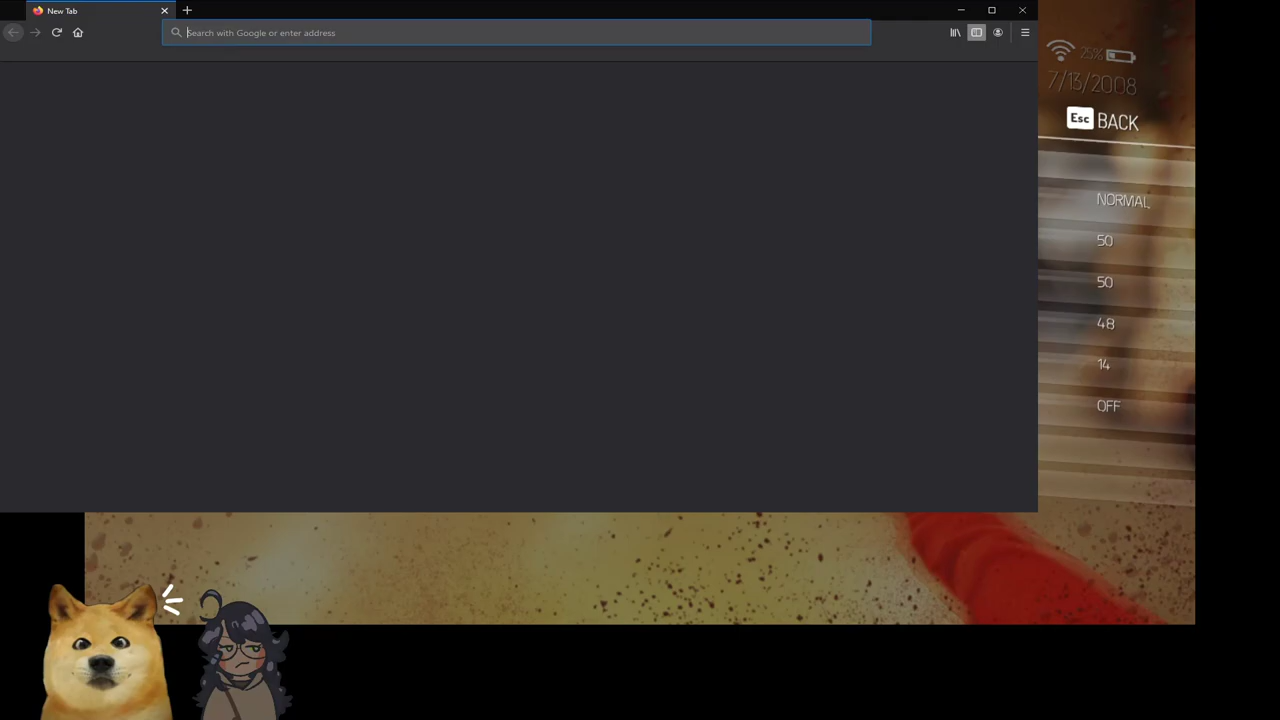 New Tab
Search with Google or enter address
25%
7/13/2008
Esc BACK
NORMAL
50
50
48
14
OFF